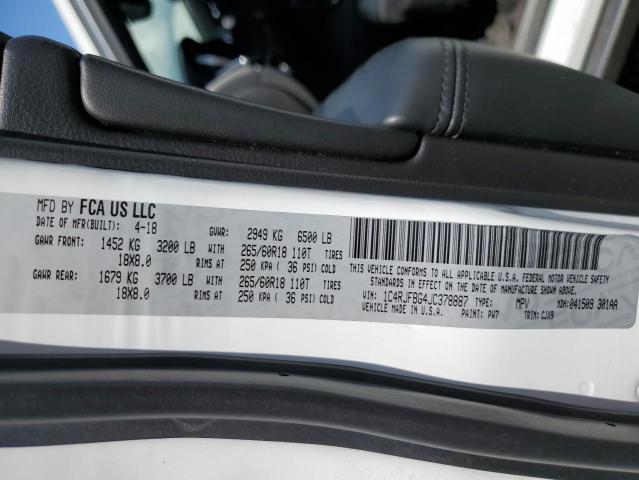 MFD BY FCA US LLC
DATE OF MFR(BUILT): 4-18 GVWR: 2949 KG 6500 LB
GAWR FRONT: 1452 KG 3200 LB WITH 265/60R18 110T TIRES
18X8.0 RIMS AT 250 KPA ( 36 PSI) COLD
GAWR REAR: 1679 KG 3700 LB WITH 265/60R18 110T TIRES
18X8.0 RIMS AT 250 KPA ( 36 PSI) COLD
THIS VEHICLE CONFORMS TO ALL APPLICABLE U.S.A. FEDERAL MOTOR VEHICLE SAFETY
STANDARDS IN EFFECT ON THE DATE OF MANUFACTURE SHOWN ABOVE.
VIN: 1C4RJFBG4JC378887 TYPE: MPV MDH: 041509 301AA
VEHICLE MADE IN U.S.A. PAINT: PW7 TRIM: CJX9